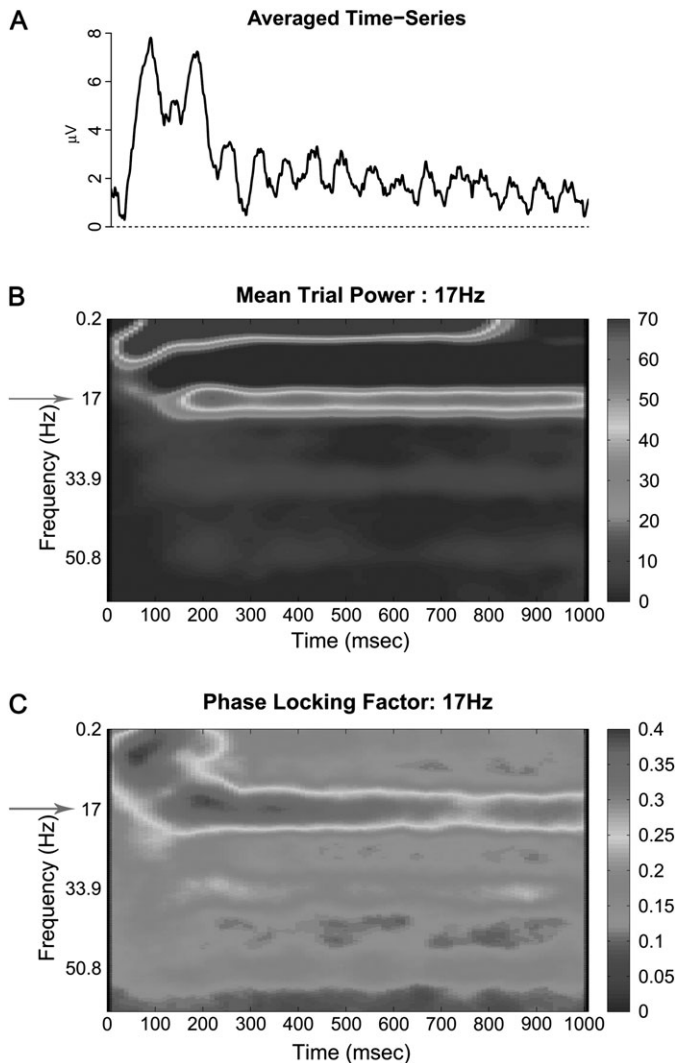 A
Averaged Time−Series
8
6
4
2
0
µV
B
Mean Trial Power : 17Hz
0.2
17
33.9
50.8
Frequency (Hz)
0 100 200 300 400 500 600 700 800 900 1000
Time (msec)
70
60
50
40
30
20
10
0
C
Phase Locking Factor: 17Hz
0.2
17
33.9
50.8
Frequency (Hz)
0 100 200 300 400 500 600 700 800 900 1000
Time (msec)
0.4
0.35
0.3
0.25
0.2
0.15
0.1
0.05
0